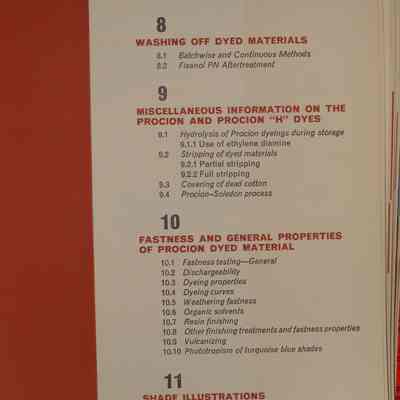 8
WASHING OFF DYED MATERIALS
8.1 Batchwise and Continuous Methods
8.2 Fixanol PN Aftertreatment
9
MISCELLANEOUS INFORMATION ON THE
PROCION AND PROCION "H" DYES
9.1 Hydrolysis of Procion dyeings during storage
9.1.1 Use of ethylene diamine
9.2 Stripping of dyed materials
9.2.1 Partial stripping
9.2.2 Full stripping
9.3 Covering of dead cotton
9.4 Procion-Soledon process
10
FASTNESS AND GENERAL PROPERTIES
OF PROCION DYED MATERIAL
10.1 Fastness testing—General
10.2 Dischargeability
10.3 Dyeing properties
10.4 Dyeing curves
10.5 Weathering fastness
10.6 Organic solvents
10.7 Resin finishing
10.8 Other finishing treatments and fastness properties
10.9 Vulcanizing
10.10 Phototropism of turquoise blue shades
11
SHADE ILLUSTRATIONS